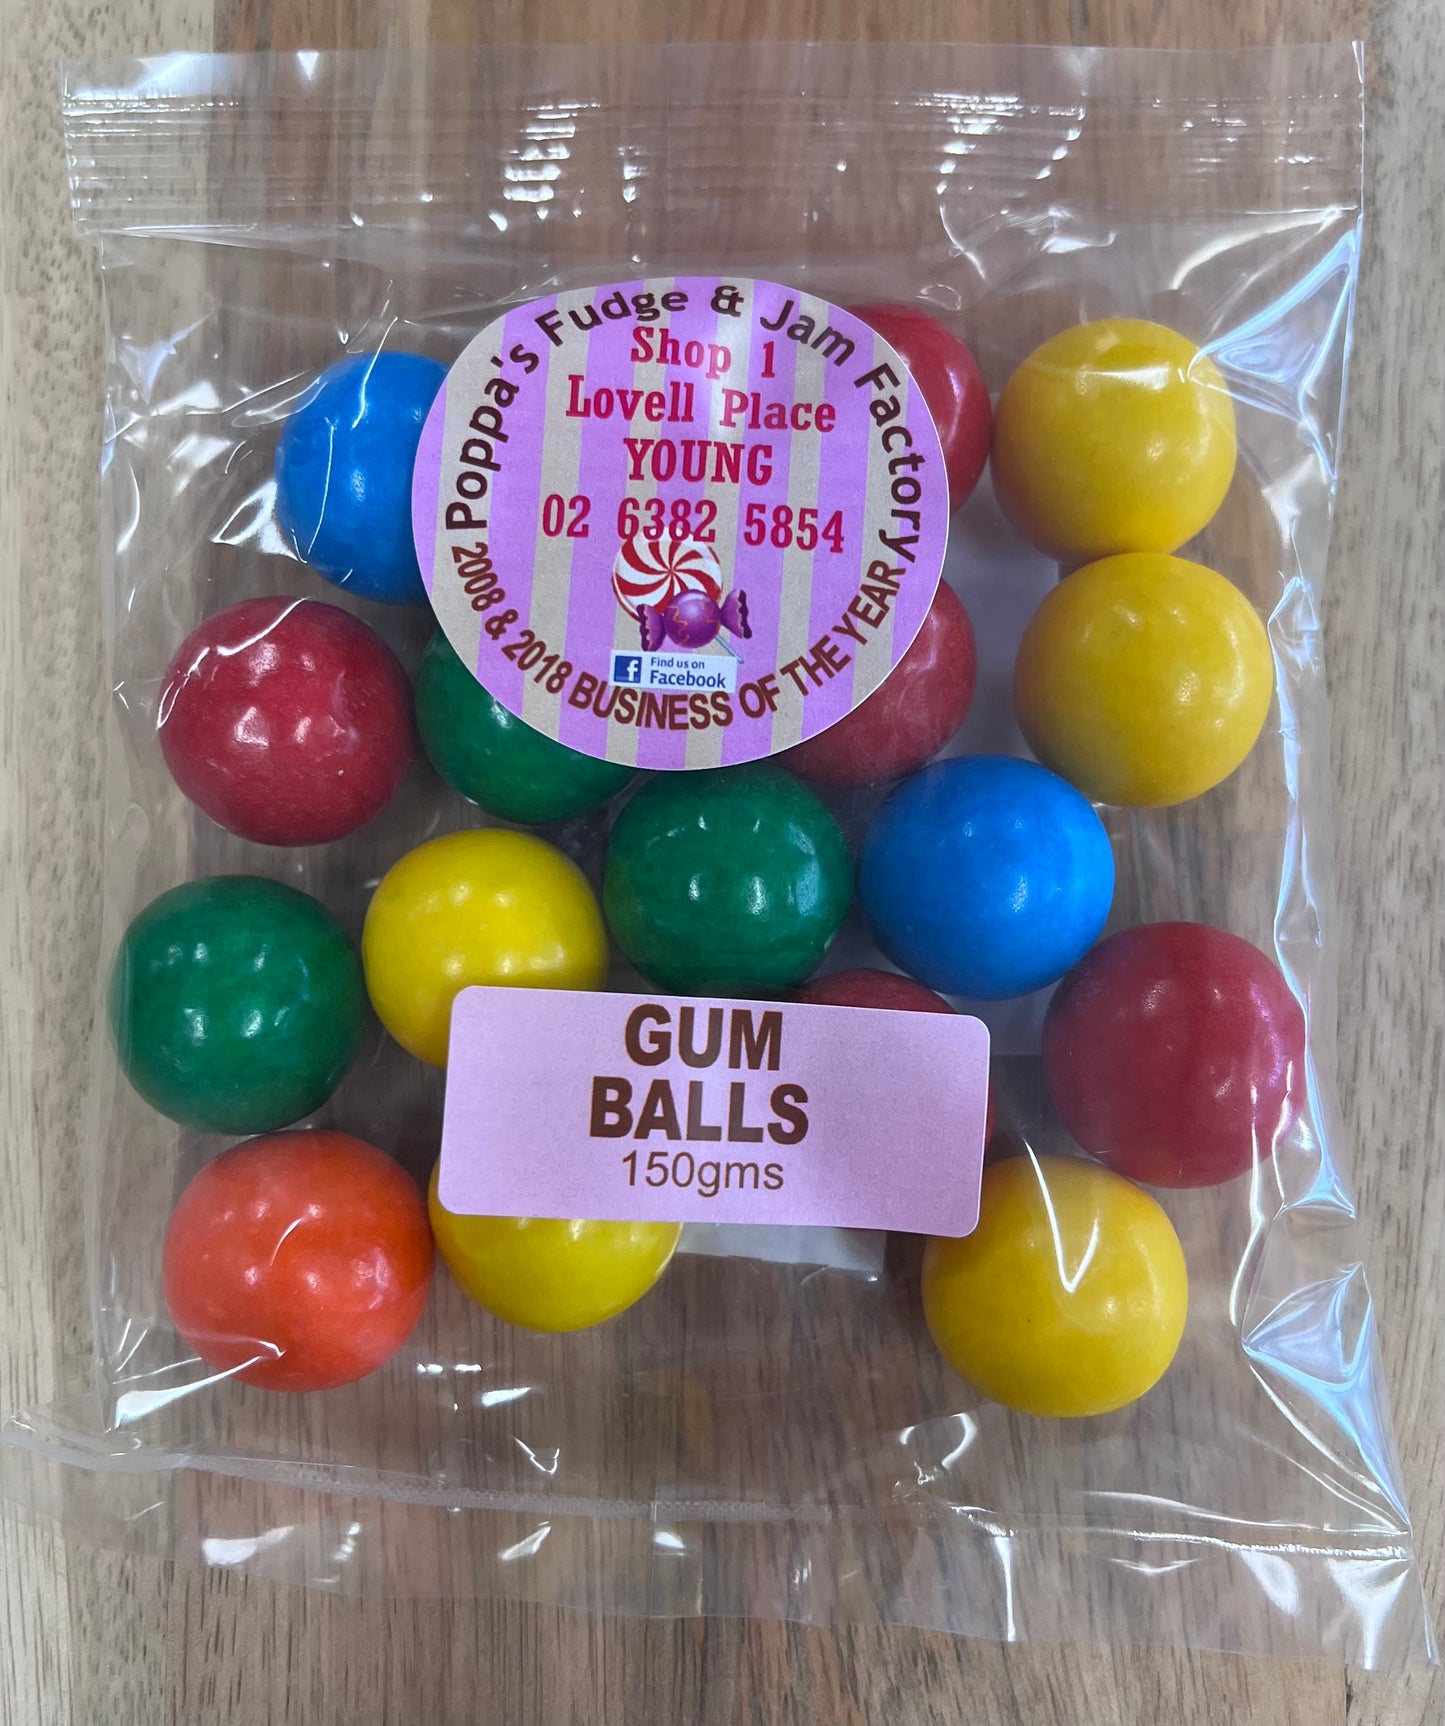 Poppa's Fudge & Jam Factory
Shop 1
Lovell Place
YOUNG
02 6382 5854
f Find us on
Facebook
2008 & 2018 BUSINESS OF THE YEAR
GUM
BALLS
150gms